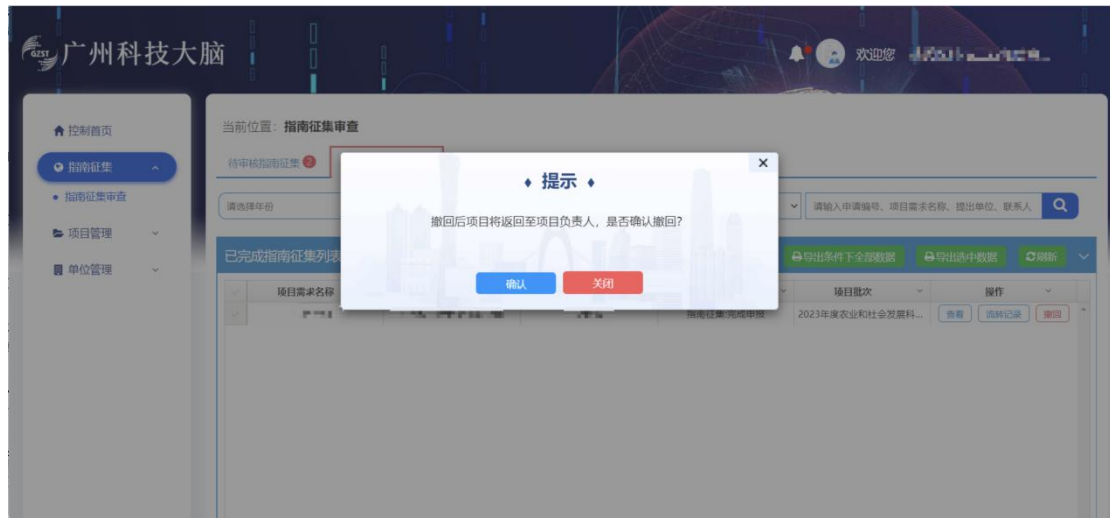 GZST 广州科技大脑
欢迎您
控制首页
指南征集
指南征集审查
项目管理
单位管理
当前位置：指南征集审查
待审核指南征集 2
请选择年份
请输入申请编号、项目需求名称、提出单位、联系人
已完成指南征集列表
导出条件下全部数据
导出选中数据
刷新
项目需求名称
项目批次
操作
指南征集:完成申报
2023年度农业和社会发展科...
查看
流转记录
撤回
提示
×
撤回后项目将返回至项目负责人，是否确认撤回？
确认
关闭